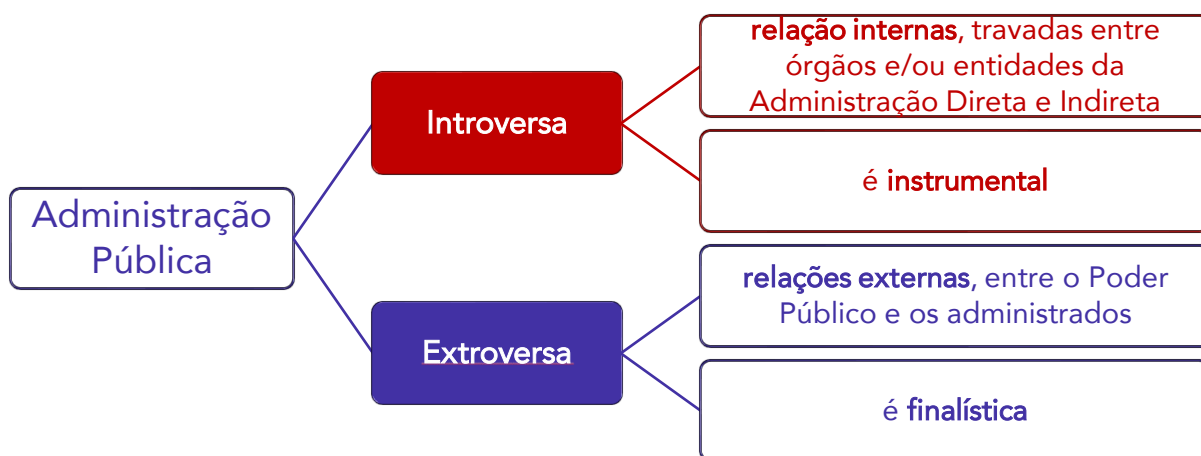 relação internas, travadas entre
órgãos e/ou entidades da
Administração Direta e Indireta
Introversa
é instrumental
Administração
Pública
relações externas, entre o Poder
Público e os administrados
Extroversa
é finalística